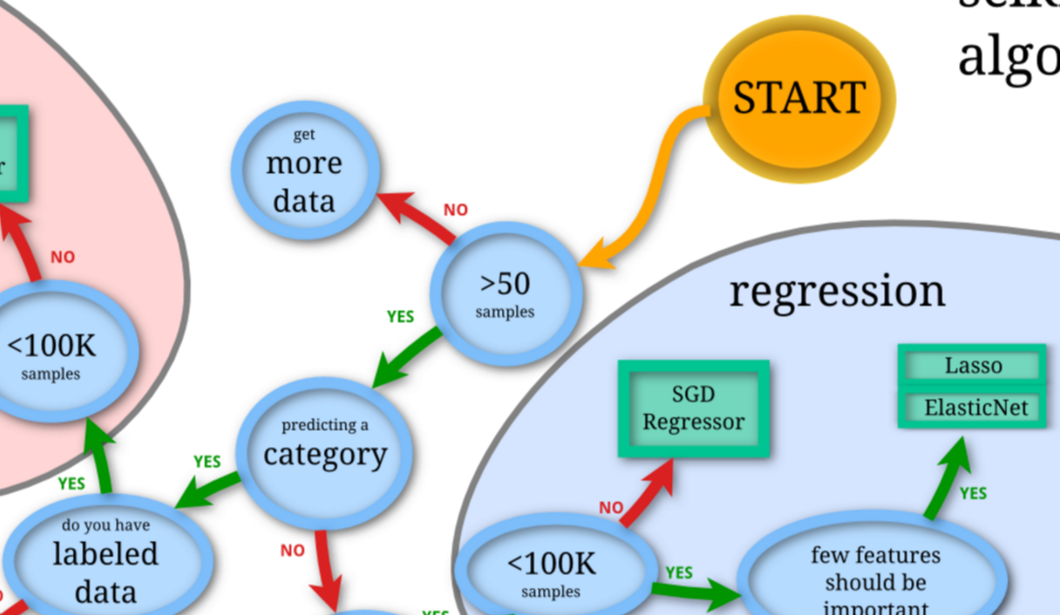 algo
START
get
more
data
NO
>50
samples
YES
regression
NO
<100K
samples
Lasso
ElasticNet
SGD
Regressor
predicting a
category
YES
YES
do you have
labeled
data
NO
NO
<100K
samples
YES
YES
few features
should be
important
YES